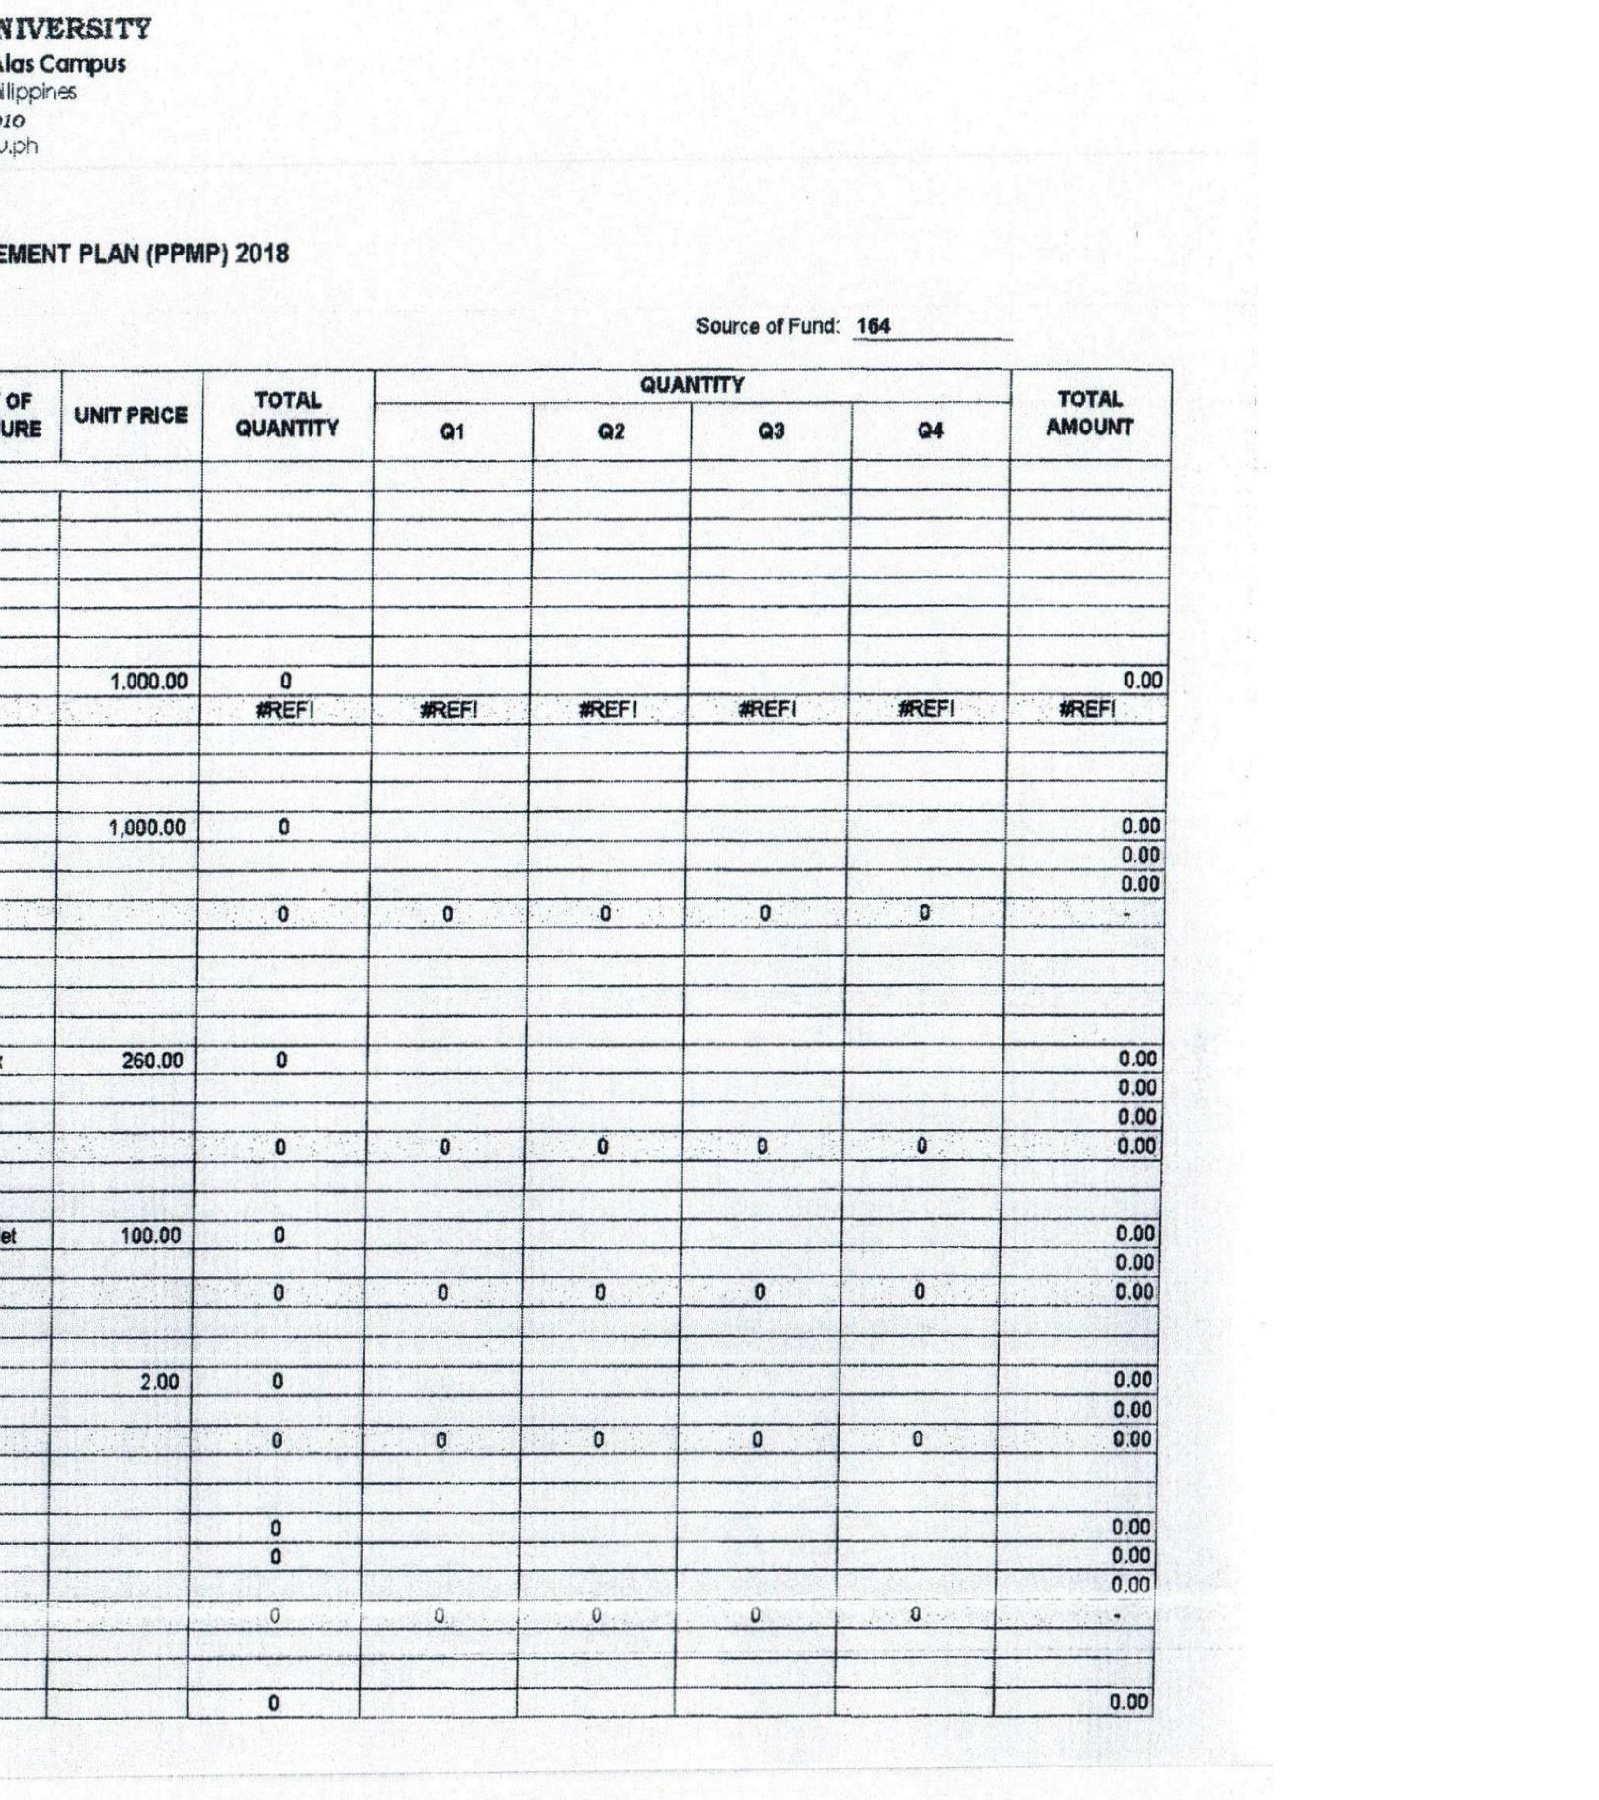 NIVERSITY
Alas Campus
ilippines
010
u.ph
EMENT PLAN (PPMP) 2018
Source of Fund: 164
OF URE UNIT PRICE TOTAL QUANTITY QUANTITY TOTAL AMOUNT
Q1 Q2 Q3 Q4
1.000.00 0 0.00
#REF! #REF! #REF! #REF! #REF! #REF!
1,000.00 0 0.00
0.00
0.00
0 0 0 0 0 -
260.00 0 0.00
0.00
0.00
0 0 0 0 0 0.00
et 100.00 0 0.00
0.00
0 0 0 0 0 0.00
2.00 0 0.00
0.00
0 0 0 0 0 0.00
0 0.00
0 0.00
0.00
0 0 0 0 0 -
0 0.00